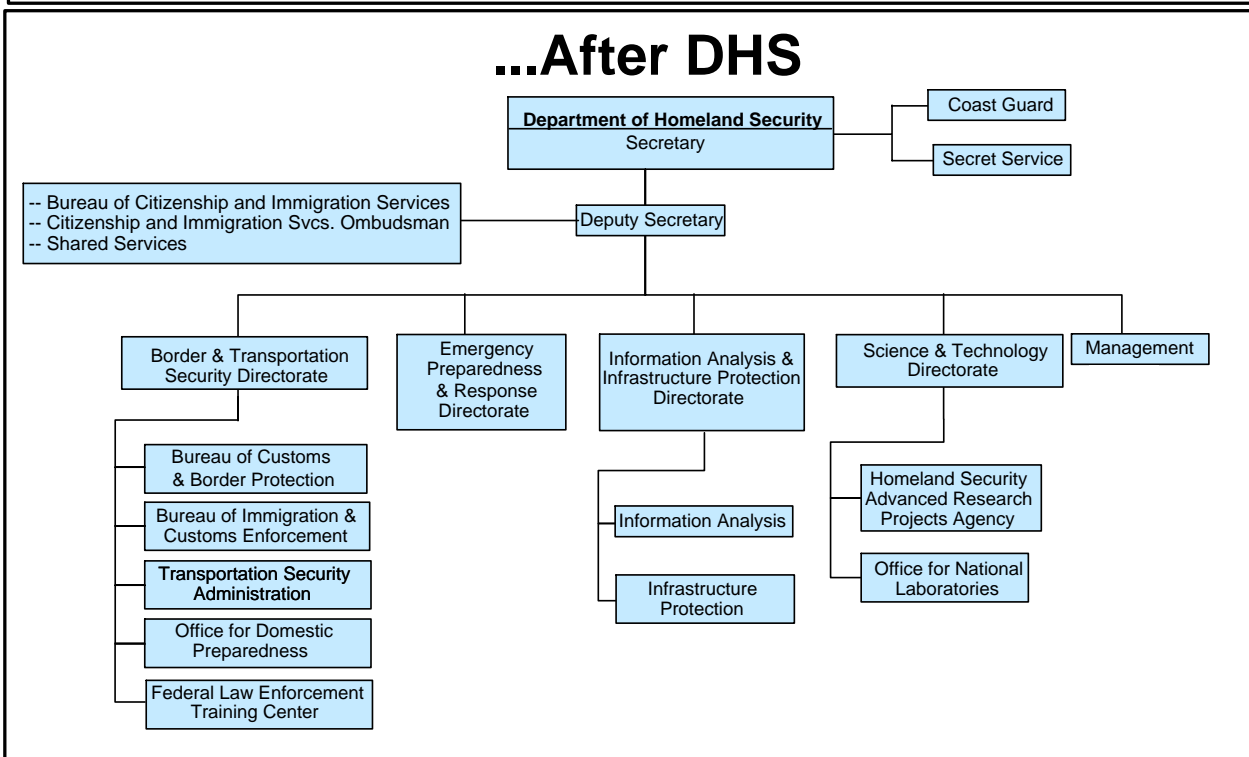 ...After DHS
Department of Homeland Security
Secretary
Coast Guard
Secret Service
-- Bureau of Citizenship and Immigration Services
-- Citizenship and Immigration Svcs. Ombudsman
-- Shared Services
Deputy Secretary
Border & Transportation
Security Directorate
Emergency
Preparedness
& Response
Directorate
Information Analysis &
Infrastructure Protection
Directorate
Science & Technology
Directorate
Management
Bureau of Customs
& Border Protection
Bureau of Immigration &
Customs Enforcement
Transportation Security
Administration
Office for Domestic
Preparedness
Federal Law Enforcement
Training Center
Information Analysis
Infrastructure
Protection
Homeland Security
Advanced Research
Projects Agency
Office for National
Laboratories